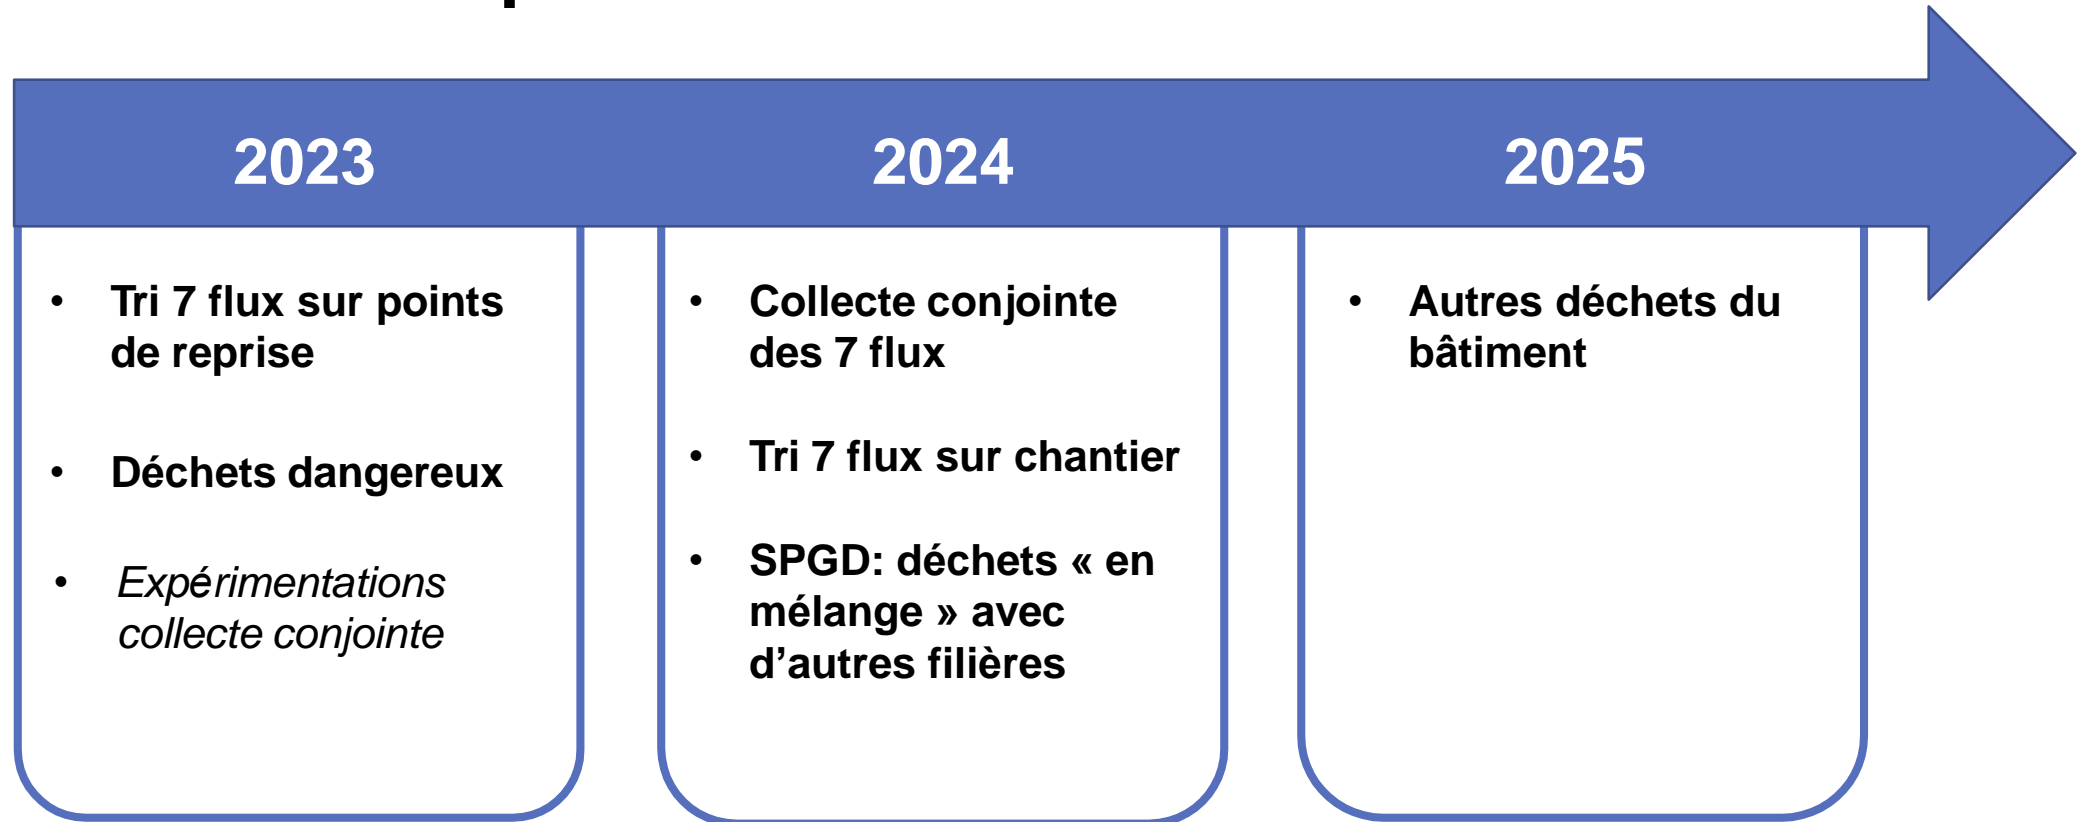 2023
2024
2025
• Tri 7 flux sur points
de reprise
• Déchets dangereux
• Expérimentations
collecte conjointe
• Collecte conjointe
des 7 flux
• Tri 7 flux sur chantier
• SPGD: déchets « en
mélange » avec
d’autres filières
• Autres déchets du
bâtiment